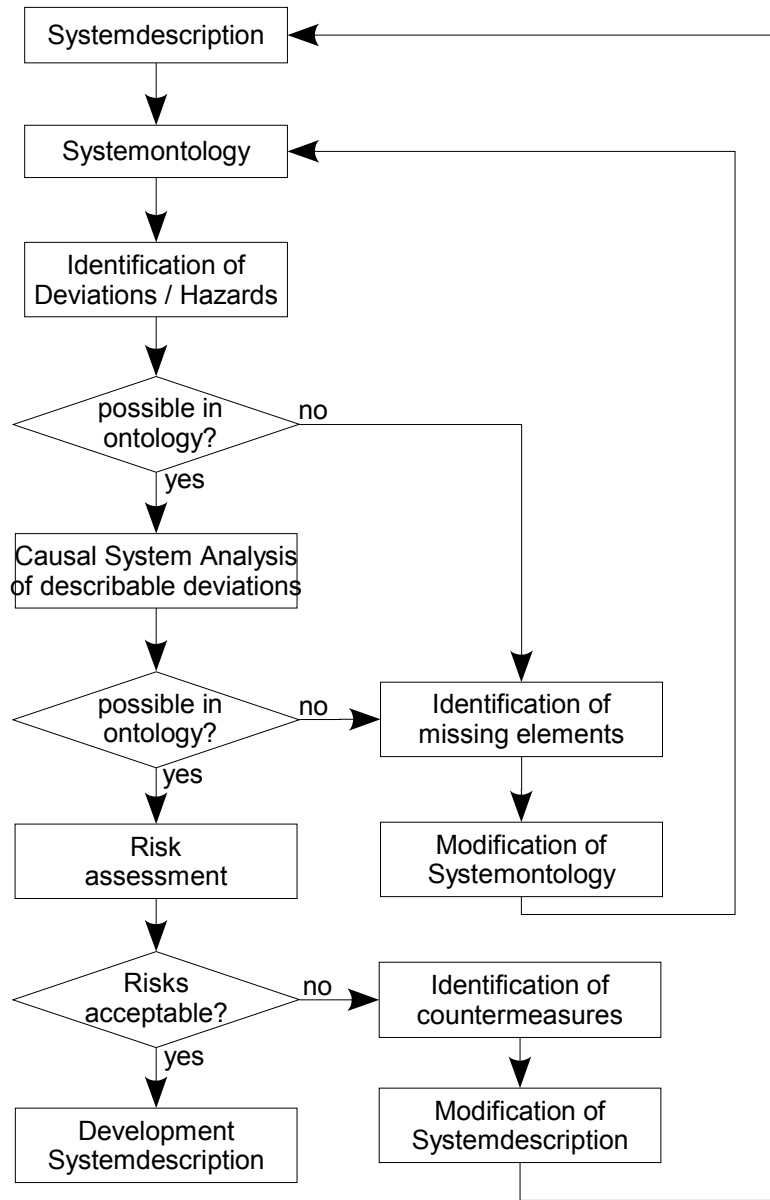 Systemdescription
Systemontology
Identification of
Deviations / Hazards
possible in
ontology?
no
yes
Causal System Analysis
of describable deviations
possible in
ontology?
no
yes
Identification of
missing elements
Modification of
Systemontology
Risk
assessment
Risks
acceptable?
no
yes
Identification of
countermeasures
Modification of
Systemdescription
Development
Systemdescription